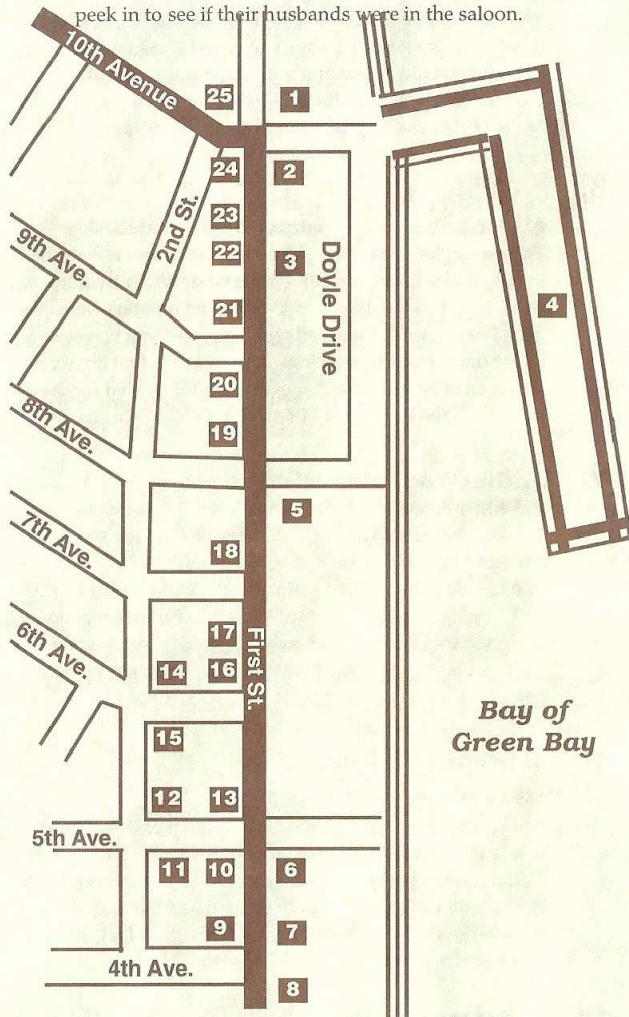 peek in to see if their husbands were in the saloon.
10th Avenue
25
1
24
2
2nd St.
23
22
3
Doyle Drive
9th Ave.
21
4
20
8th Ave.
19
5
7th Ave.
18
First St.
17
6th Ave.
14
16
Bay of
Green Bay
15
12
13
5th Ave.
11
10
6
9
7
4th Ave.
8